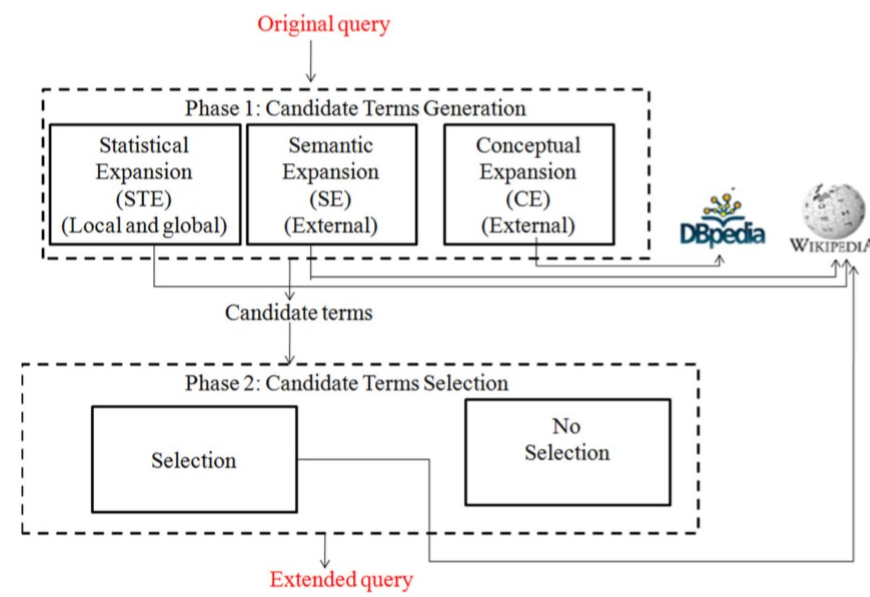 Original query
Phase 1: Candidate Terms Generation
Statistical
Expansion
(STE)
(Local and global)
Semantic
Expansion
(SE)
(External)
Conceptual
Expansion
(CE)
(External)
DBpedia
WIKIPEDIA
Candidate terms
Phase 2: Candidate Terms Selection
Selection
No
Selection
Extended query